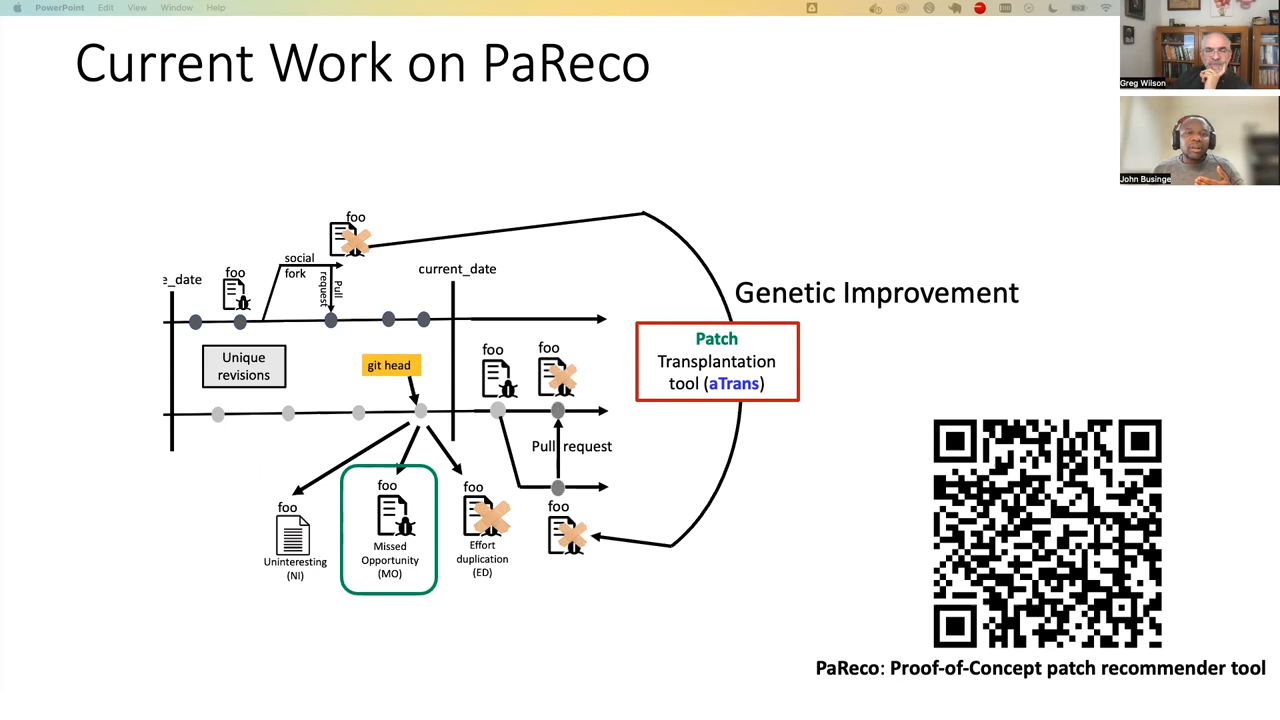 PowerPoint Edit View Window Help
Current Work on PaReco
Greg Wilson
John Businge
foo
social
fork
Pull
request
foo
e_date
current_date
Genetic Improvement
Unique
revisions
git head
foo
foo
Patch
Transplantation
tool (aTrans)
Pull request
foo
foo
foo
foo
Uninteresting
(NI)
Missed
Opportunity
(MO)
Effort
duplication
(ED)
PaReco: Proof-of-Concept patch recommender tool